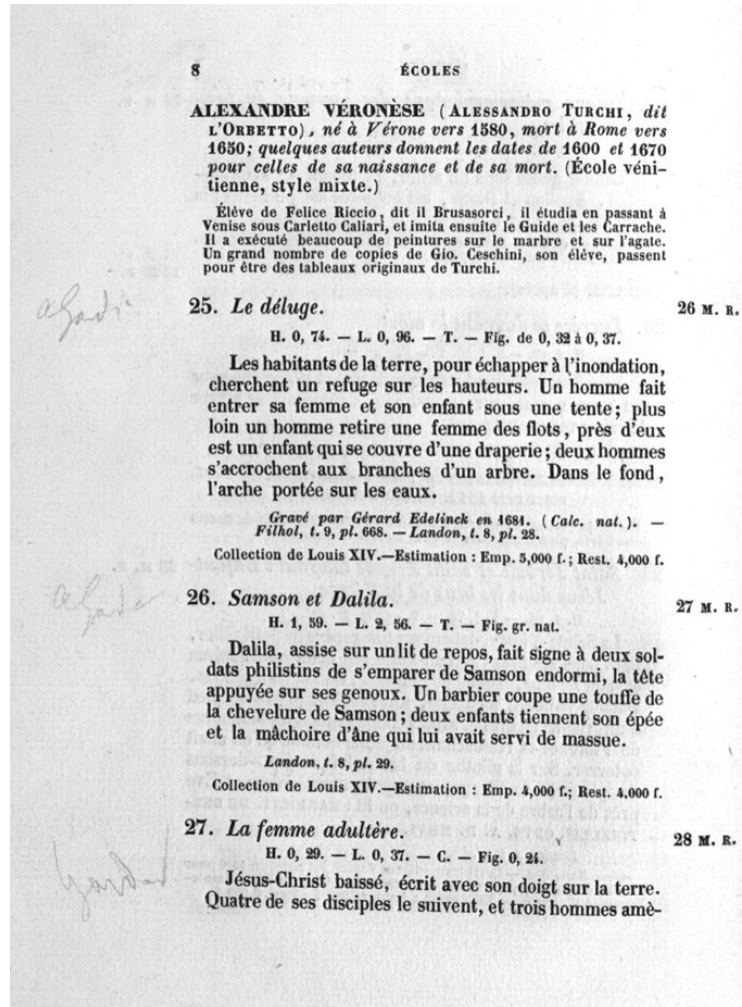 8 ÉCOLES
ALEXANDRE VÉRONÈSE (ALESSANDRO TURCHI, dit
L'ORBETTO), né à Vérone vers 1580, mort à Rome vers
1650; quelques auteurs donnent les dates de 1600 et 1670
pour celles de sa naissance et de sa mort. (École véni-
tienne, style mixte.)
Élève de Felice Riccio, dit il Brusasorci, il étudia en passant à
Venise sous Carletto Caliari, et imita ensuite le Guide et les Carrache.
Il a exécuté beaucoup de peintures sur le marbre et sur l'agate.
Un grand nombre de copies de Gio. Ceschini, son élève, passent
pour être des tableaux originaux de Turchi.
25. Le déluge. 26 M. R.
H. 0, 74. — L. 0, 96. — T. — Fig. de 0, 32 à 0, 37.
Les habitants de la terre, pour échapper à l'inondation,
cherchent un refuge sur les hauteurs. Un homme fait
entrer sa femme et son enfant sous une tente; plus
loin un homme retire une femme des flots, près d'eux
est un enfant qui se couvre d'une draperie; deux hommes
s'accrochent aux branches d'un arbre. Dans le fond,
l'arche portée sur les eaux.
Gravé par Gérard Edelinck en 1681. (Calc. nat.). —
Filhol, t. 9, pl. 668. — Landon, t. 8, pl. 28.
Collection de Louis XIV.—Estimation : Emp. 5,000 f.; Rest. 4,000 f.
26. Samson et Dalila. 27 M. R.
H. 1, 59. — L. 2, 56. — T. — Fig. gr. nat.
Dalila, assise sur un lit de repos, fait signe à deux sol-
dats philistins de s'emparer de Samson endormi, la tête
appuyée sur ses genoux. Un barbier coupe une touffe de
la chevelure de Samson; deux enfants tiennent son épée
et la mâchoire d'âne qui lui avait servi de massue.
Landon, t. 8, pl. 29.
Collection de Louis XIV.—Estimation : Emp. 4,000 f.; Rest. 4,000 f.
27. La femme adultère. 28 M. R.
H. 0, 29. — L. 0, 37. — C. — Fig. 0, 24.
Jésus-Christ baissé, écrit avec son doigt sur la terre.
Quatre de ses disciples le suivent, et trois hommes amè-